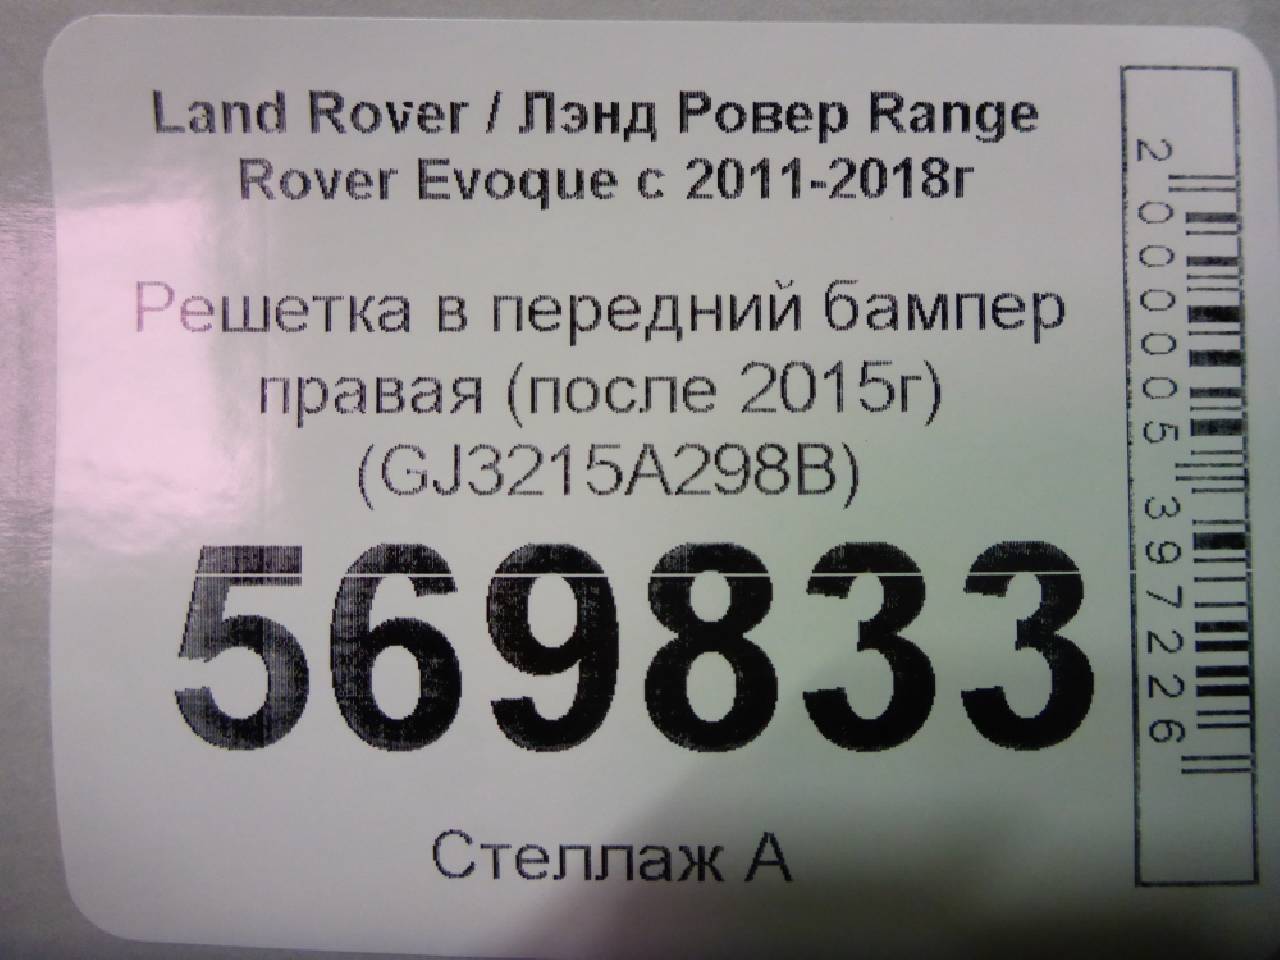 Land Rover / Лэнд Ровер Range
Rover Evoque с 2011-2018г
Решетка в передний бампер
правая (после 2015г)
(GJ3215A298B)
569833
Стеллаж А
2000005397226